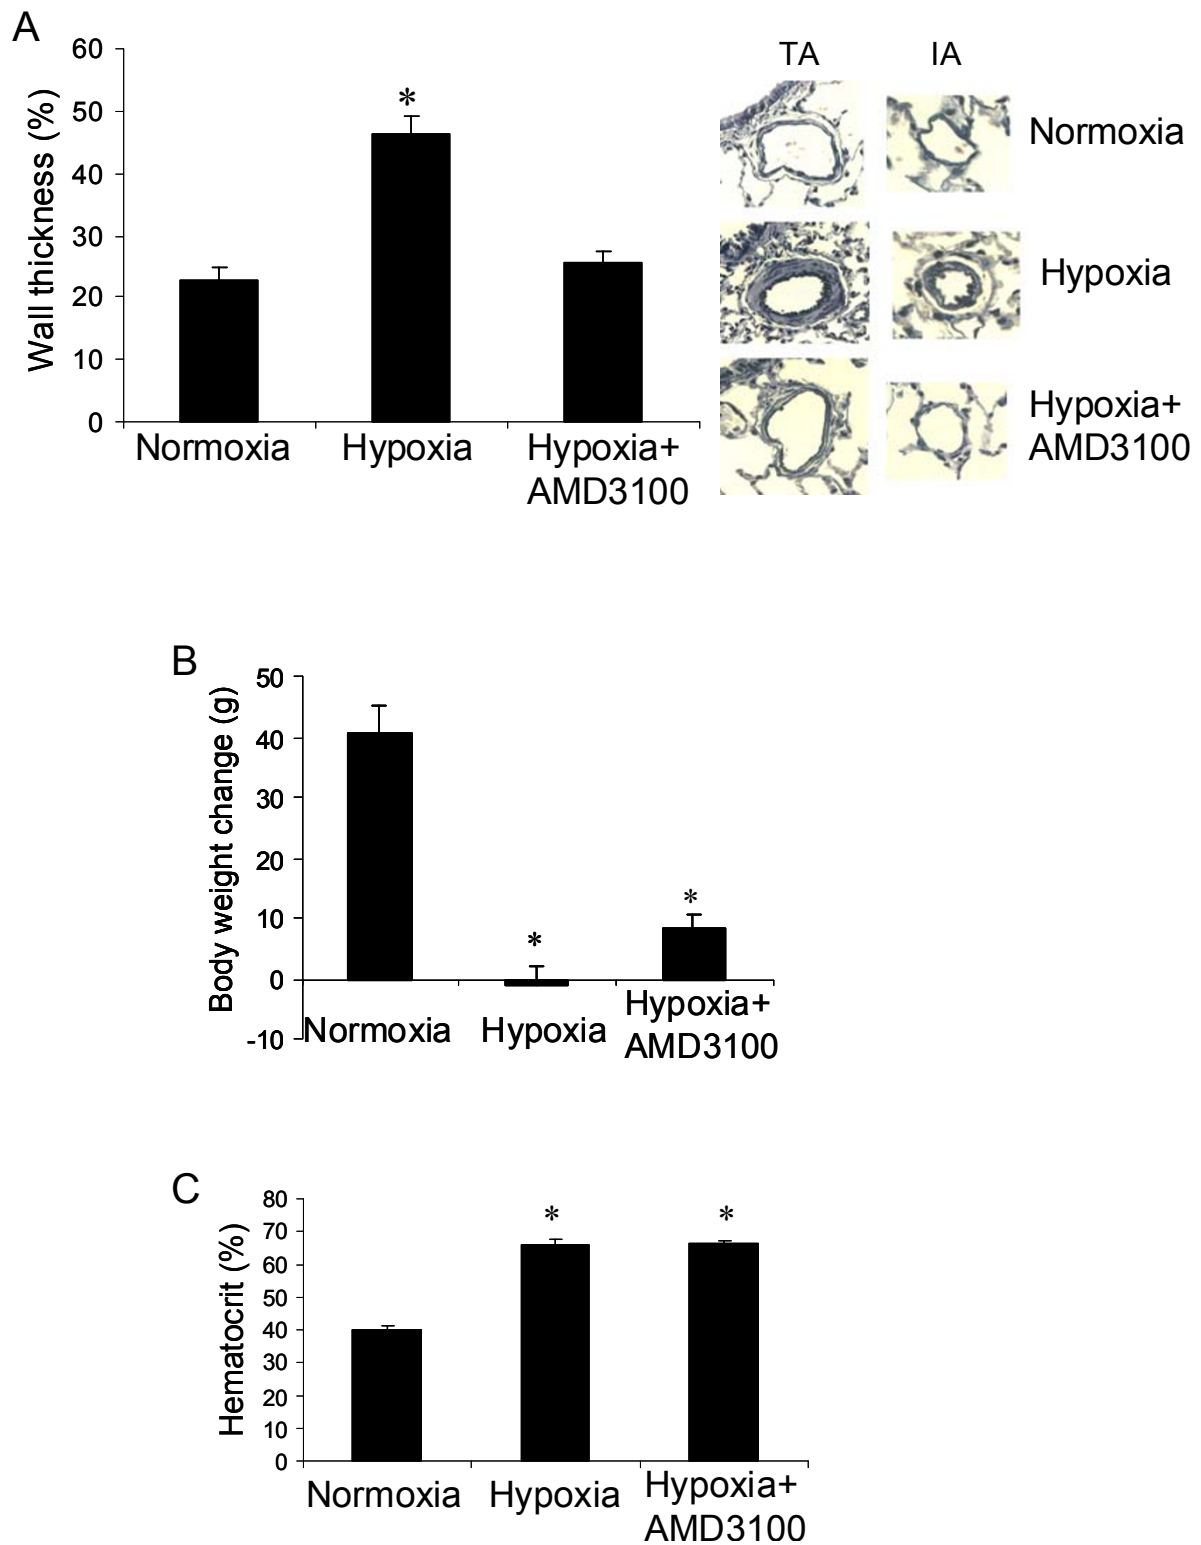 A
60
50
40
30
20
10
0
Wall thickness (%)
*
Normoxia
Hypoxia
Hypoxia+
AMD3100
TA
IA
Normoxia
Hypoxia
Hypoxia+
AMD3100
B
50
40
30
20
10
0
-10
Body weight change (g)
*
*
Normoxia
Hypoxia
Hypoxia+
AMD3100
C
80
70
60
50
40
30
20
10
0
Hematocrit (%)
*
*
Normoxia
Hypoxia
Hypoxia+
AMD3100